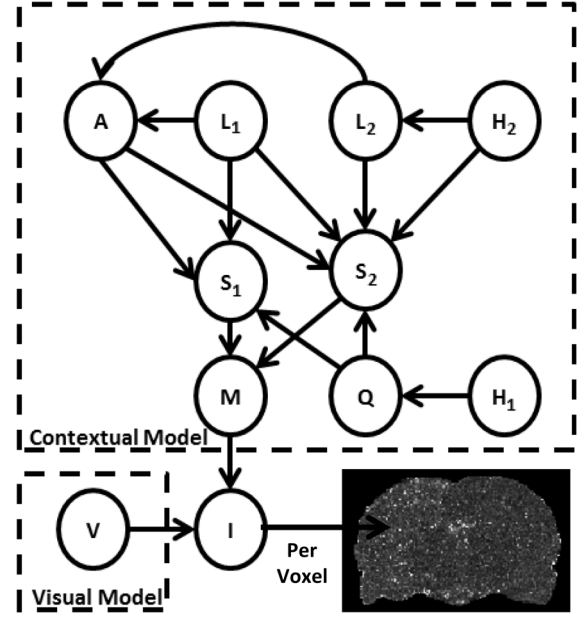 A L₁ L₂ H₂
S₁ S₂
M Q H₁
Contextual Model
V I
Per
Voxel
Visual Model